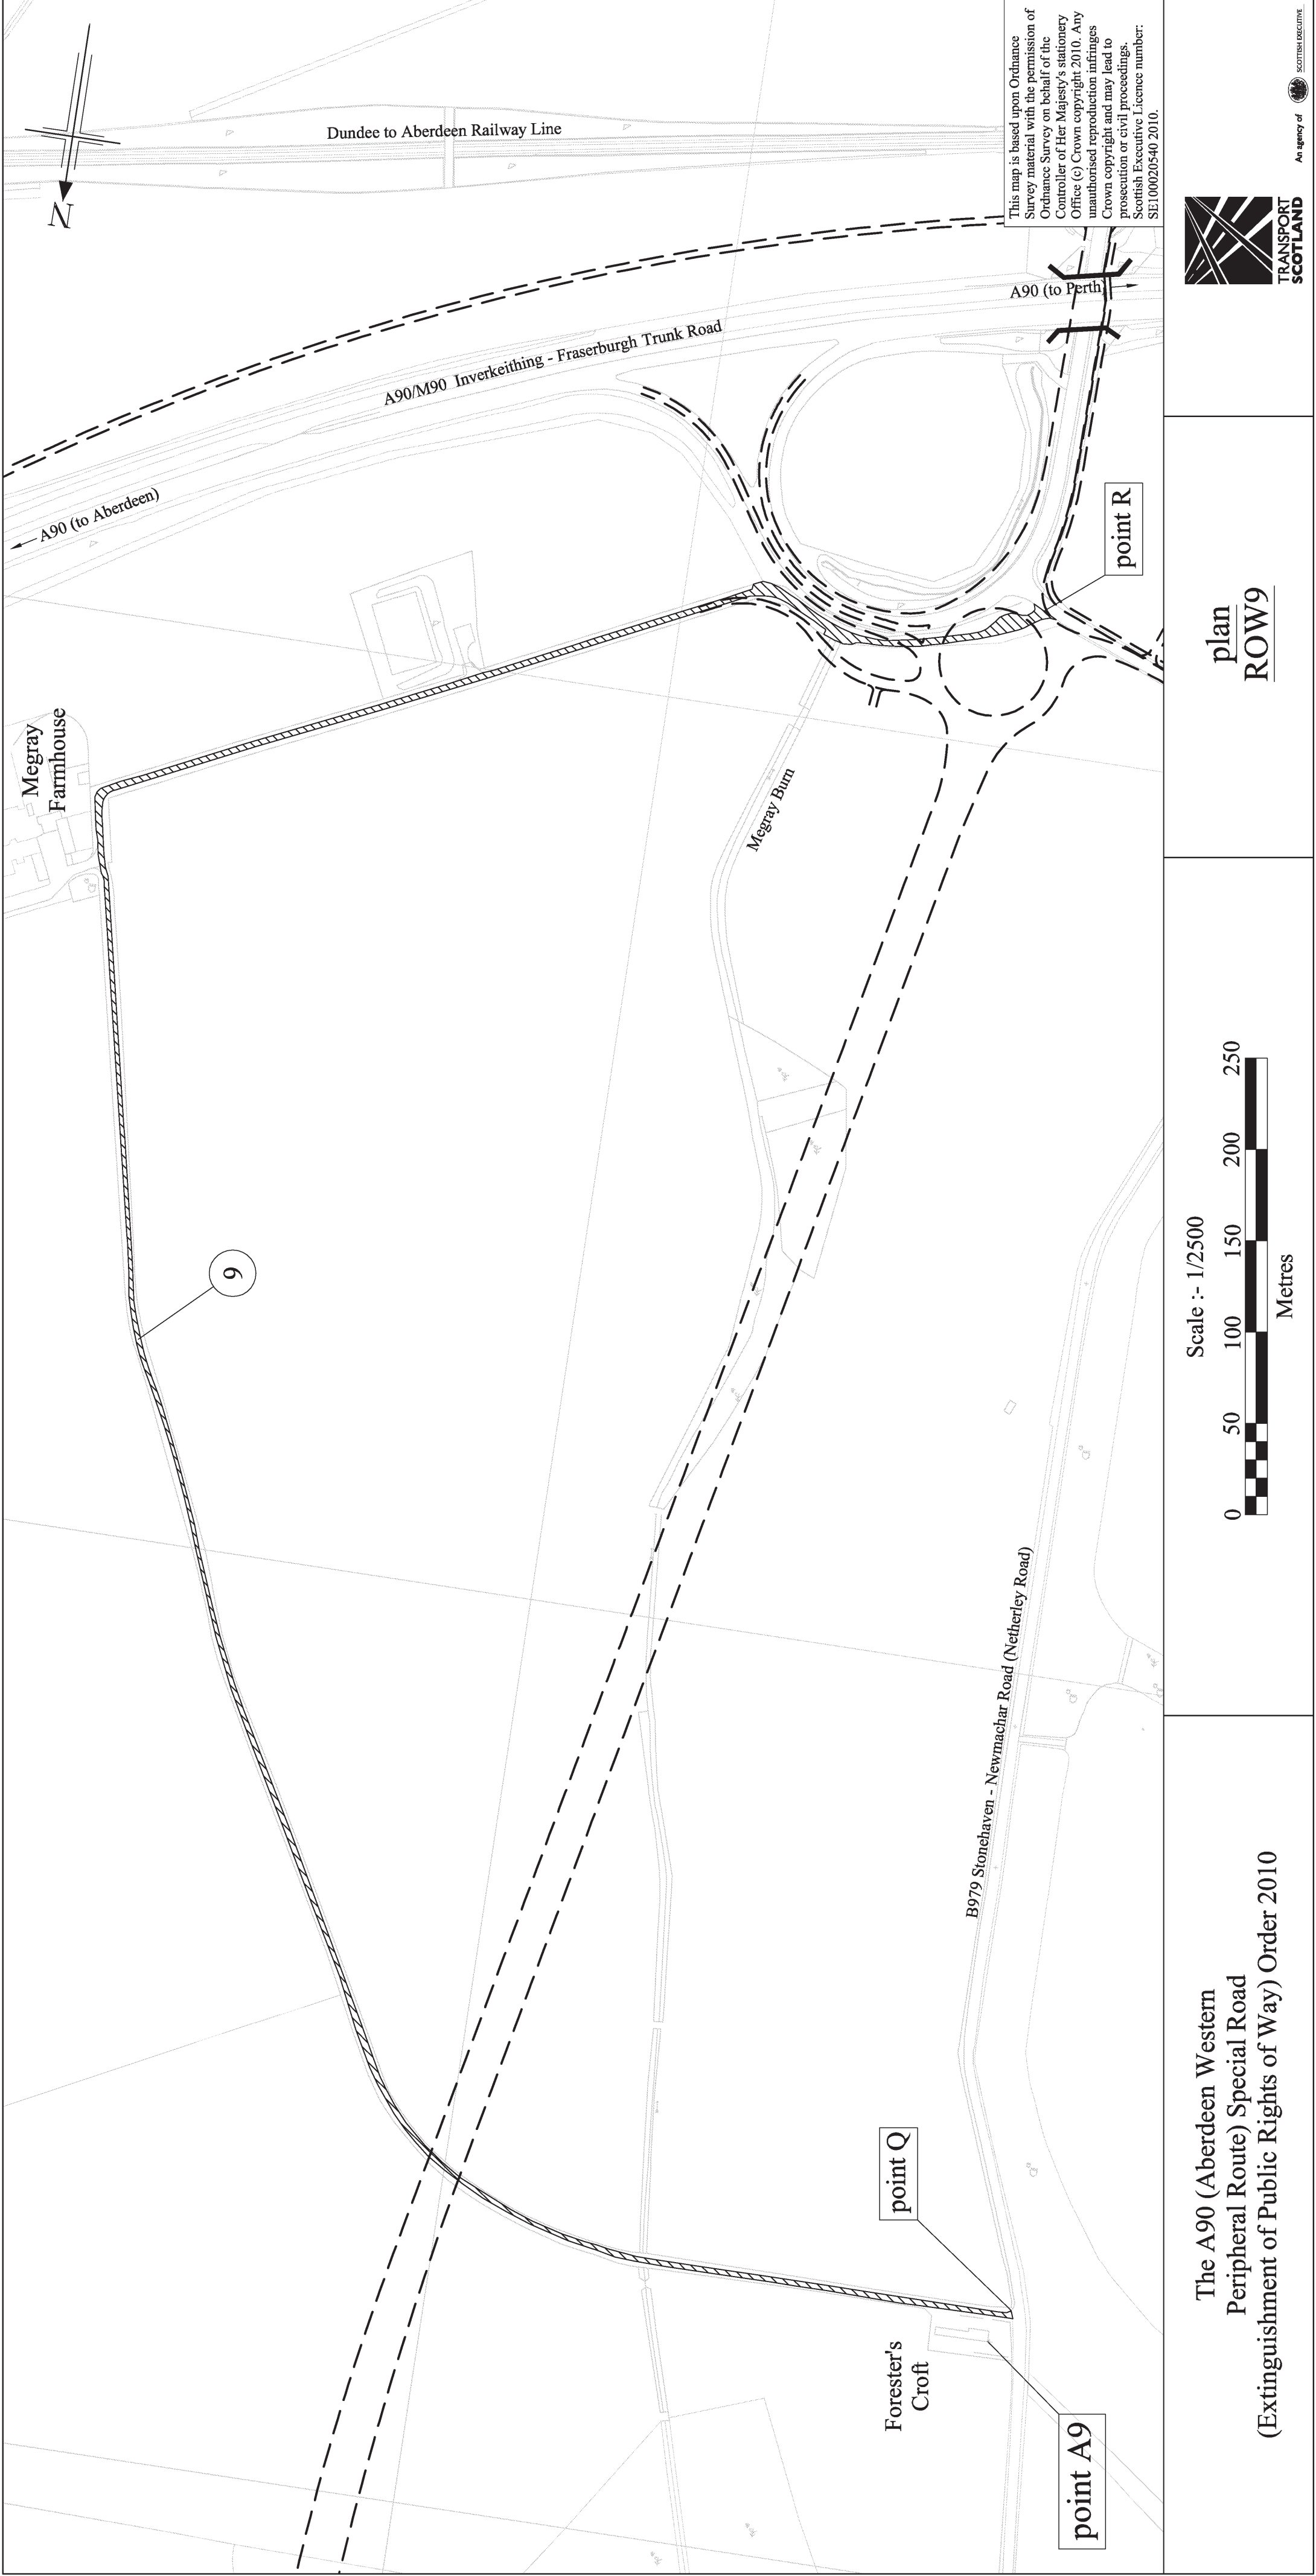 N
Dundee to Aberdeen Railway Line
A90/M90 Inverkeithing - Fraserburgh Trunk Road
A90 (to Aberdeen)
A90 (to Perth)
This map is based upon Ordnance
Survey material with the permission of
Ordnance Survey on behalf of the
Controller of Her Majesty's stationery
Office (c) Crown copyright 2010. Any
unauthorised reproduction infringes
Crown copyright and may lead to
prosecution or civil proceedings.
Scottish Executive Licence number:
SE100020540 2010.
Megray
Farmhouse
point R
Megray Burn
9
B979 Stonehaven - Newmachar Road (Netherley Road)
point Q
Forester's
Croft
point A9
The A90 (Aberdeen Western
Peripheral Route) Special Road
(Extinguishment of Public Rights of Way) Order 2010
Scale :- 1/2500
0 50 100 150 200 250
Metres
plan
ROW9
TRANSPORT
SCOTLAND
An agency of
SCOTTISH EXECUTIVE